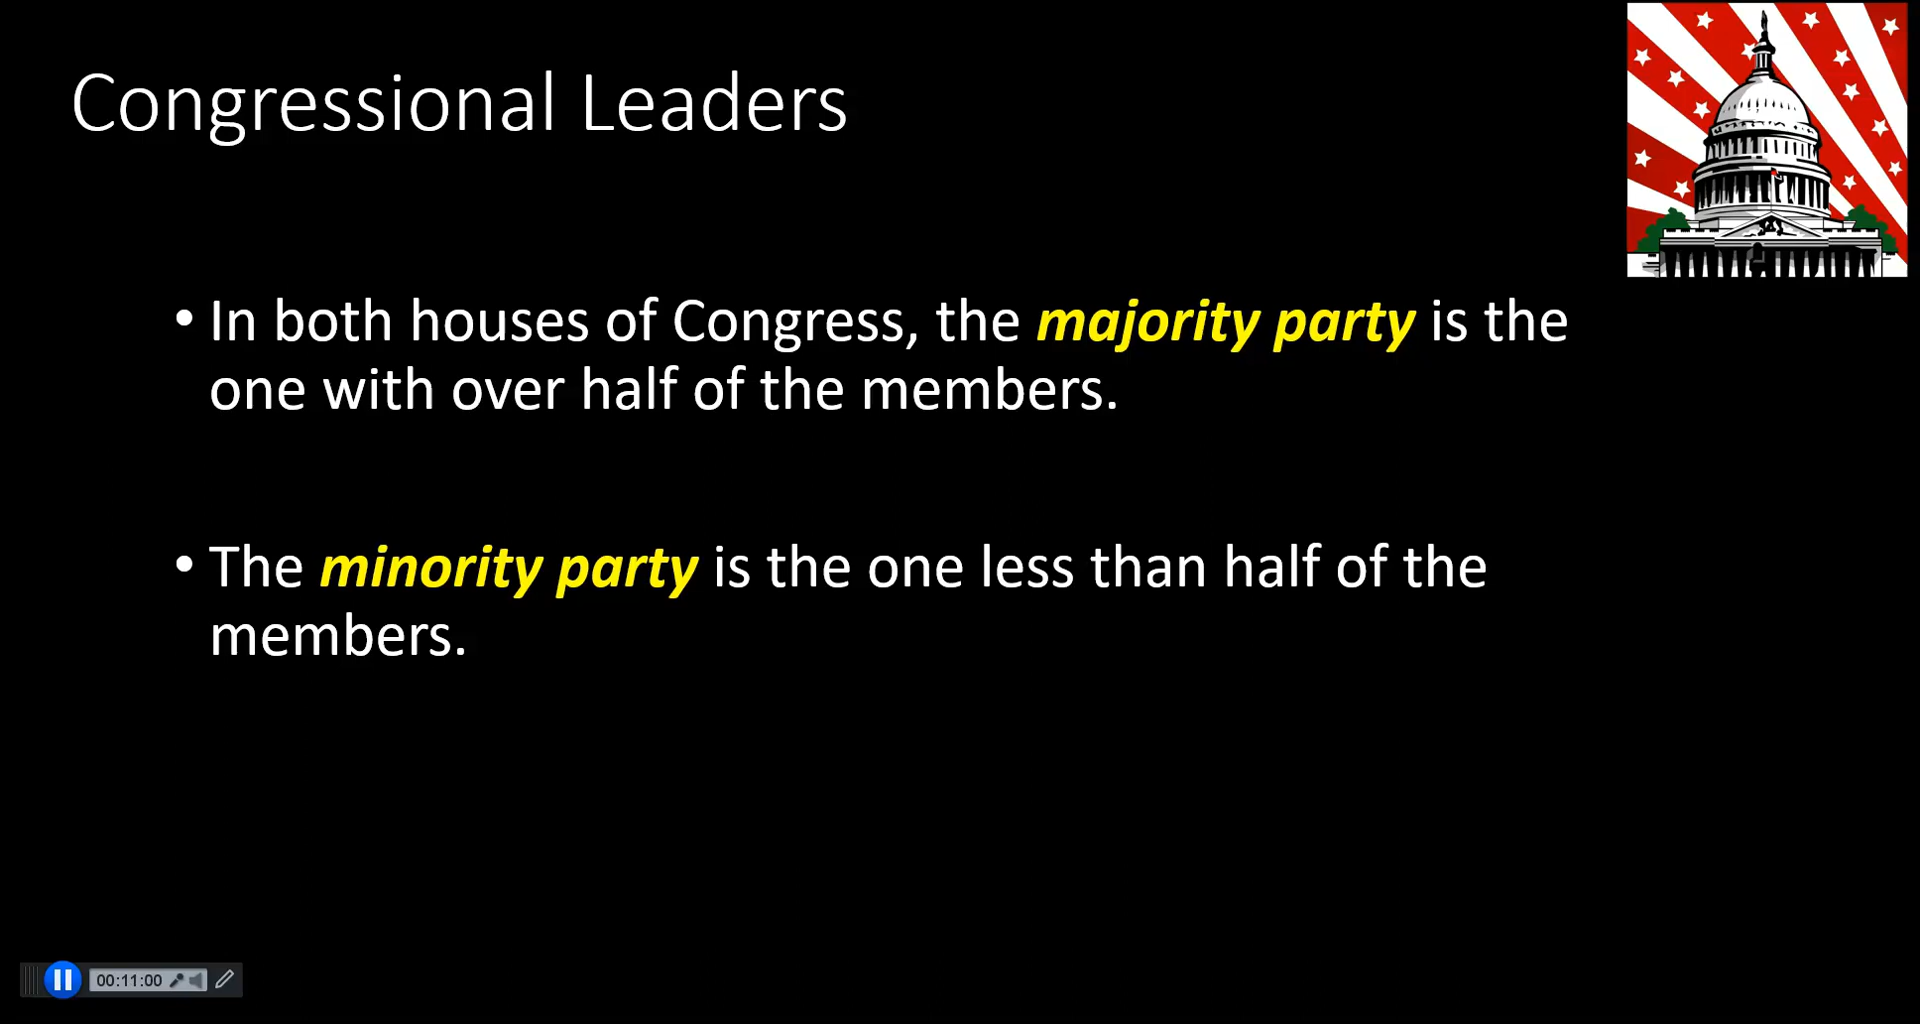 Congressional Leaders
• In both houses of Congress, the majority party is the
one with over half of the members.
• The minority party is the one less than half of the
members.
00:11:00